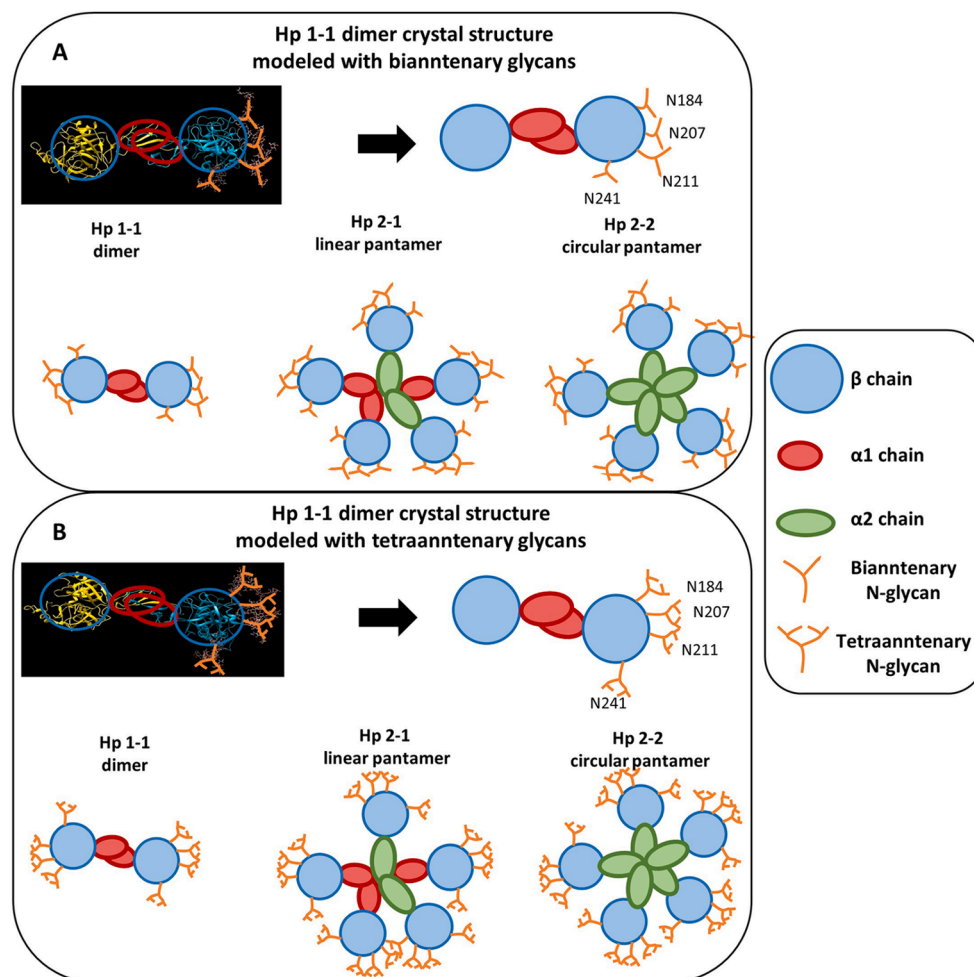 A
Hp 1-1 dimer crystal structure
modeled with bianntenary glycans
N184
N207
N211
N241
Hp 1-1
dimer
Hp 2-1
linear pantamer
Hp 2-2
circular pantamer
B
Hp 1-1 dimer crystal structure
modeled with tetraanntenary glycans
N184
N207
N211
N241
Hp 1-1
dimer
Hp 2-1
linear pantamer
Hp 2-2
circular pantamer
β chain
α1 chain
α2 chain
Bianntenary
N-glycan
Tetraanntenary
N-glycan